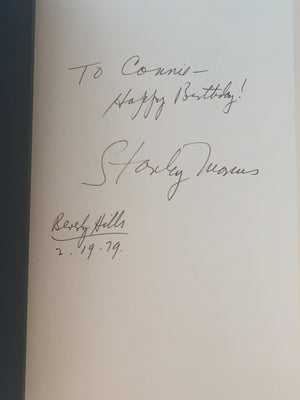 To Connie—
Happy Birthday!
Stanley
Beverly Hills
2.19.79.